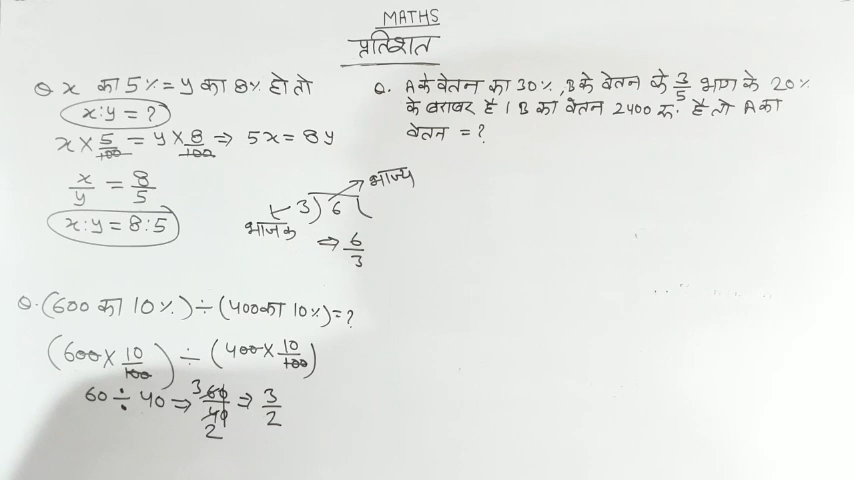 MATHS
प्रतिशत
Q x का 5% = y का 8% हो तो
x:y = ?
x × 5/100 = y × 8/100 ⇒ 5x = 8y
x/y = 8/5
x:y = 8:5
भाज्य
3) 6 (
भाजक
⇒ 6/3
Q. (600 का 10%) ÷ (400 का 10%) = ?
(600 × 10/100) ÷ (400 × 10/100)
60 ÷ 40 ⇒ 3 60/40 2 ⇒ 3/2
Q. A के वेतन का 30%, B के वेतन के 3/5 भाग के 20%
के बराबर है। B का वेतन 2400 रु. है तो A का
वेतन = ?